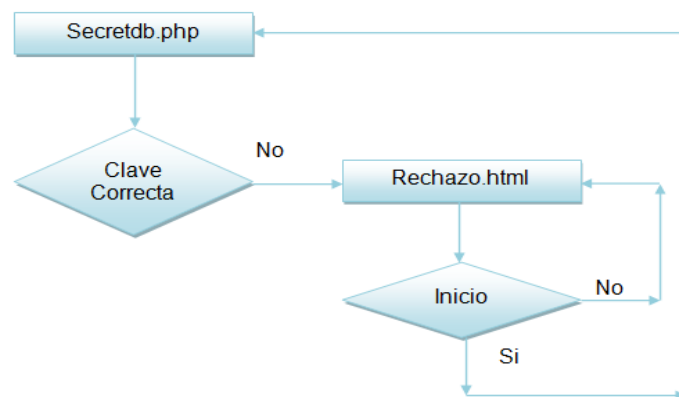 Secretdb.php
Clave
Correcta
No
Rechazo.html
Inicio
No
Si